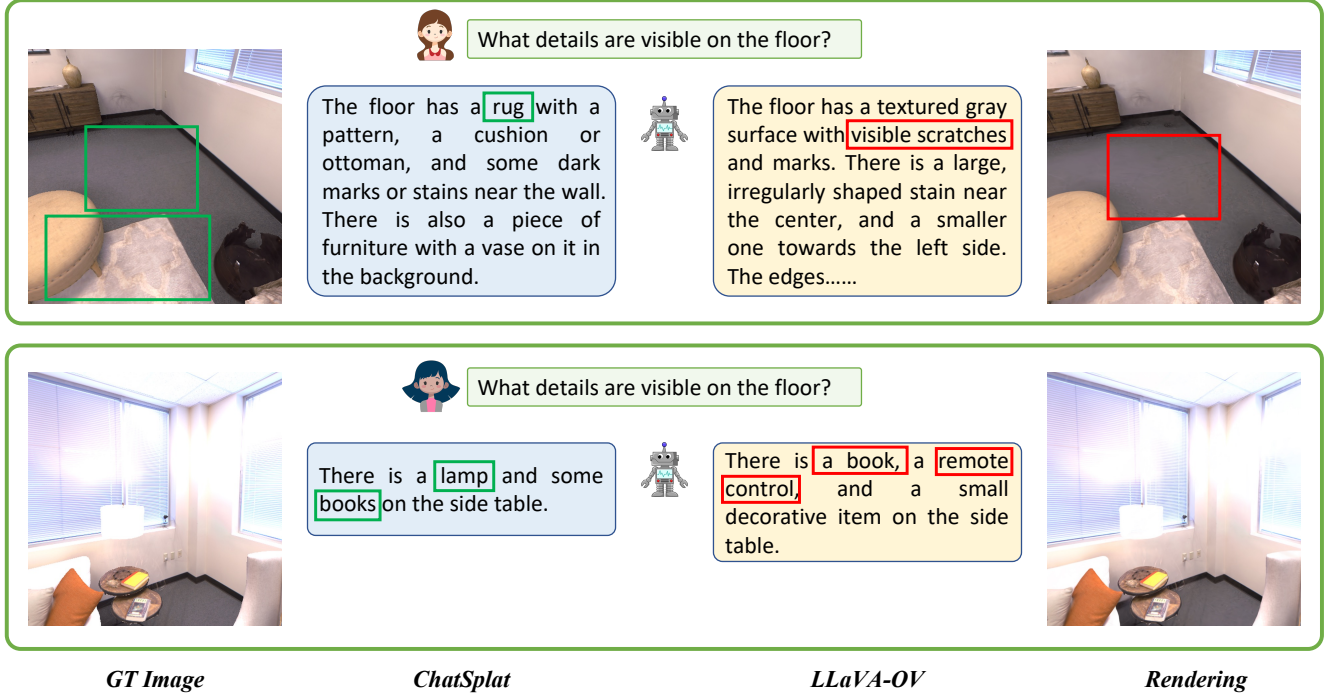 What details are visible on the floor?
The floor has a rug with a
pattern, a cushion or
ottoman, and some dark
marks or stains near the wall.
There is also a piece of
furniture with a vase on it in
the background.
The floor has a textured gray
surface with visible scratches
and marks. There is a large,
irregularly shaped stain near
the center, and a smaller
one towards the left side.
The edges……
What details are visible on the floor?
There is a lamp and some
books on the side table.
There is a book, a remote
control, and a small
decorative item on the side
table.
GT Image
ChatSplat
LLaVA-OV
Rendering